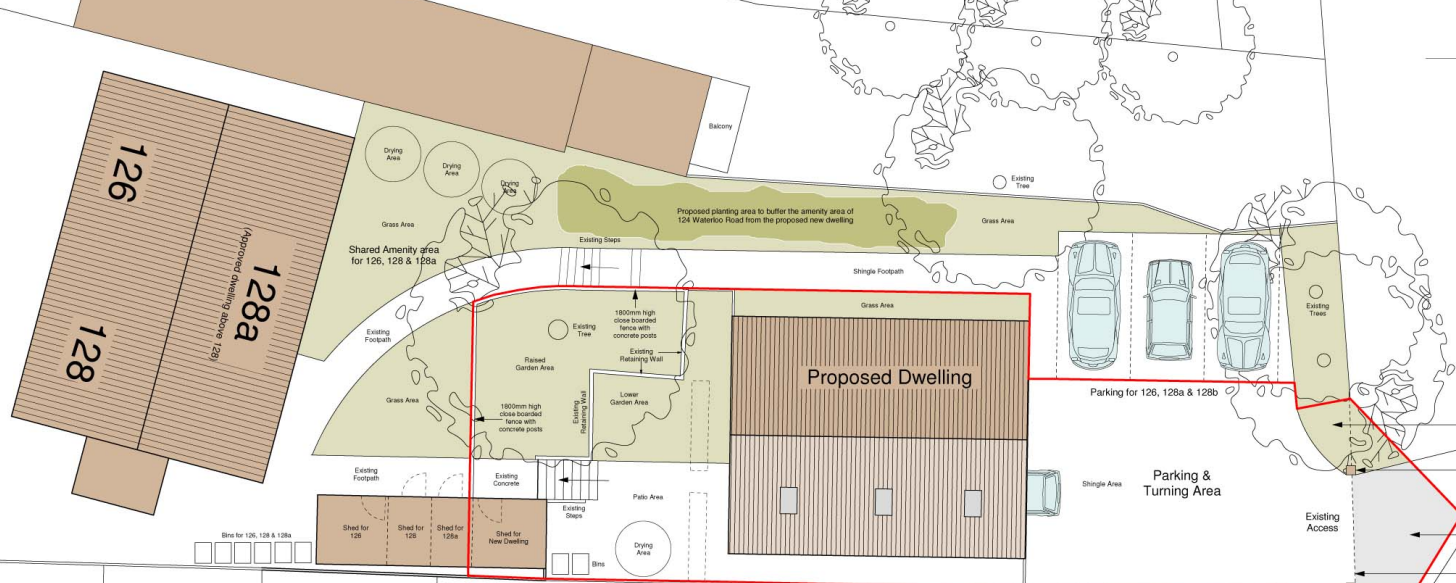 126
128a
(Approved dwelling above 128)
128
Drying
Area
Drying
Area
Drying
Area
Balcony
Grass Area
Shared Amenity area
for 126, 128 & 128a
Proposed planting area to buffer the amenity area of
124 Waterloo Road from the proposed new dwelling
Existing
Tree
Grass Area
Existing Steps
Shingle Footpath
Existing
Footpath
1800mm high
close boarded
fence with
concrete posts
Existing
Tree
Existing
Retaining Wall
Raised
Garden Area
Grass Area
Existing
Trees
Grass Area
1800mm high
close boarded
fence with
concrete posts
Existing
Retaining Wall
Lower
Garden Area
Proposed Dwelling
Parking for 126, 128a & 128b
Existing
Footpath
Existing
Concrete
Existing
Steps
Patio Area
Shingle Area
Parking &
Turning Area
Existing
Access
Bins for 126, 128 & 128a
Shed for
126
Shed for
128
Shed for
128a
Shed for
New Dwelling
Bins
Drying
Area